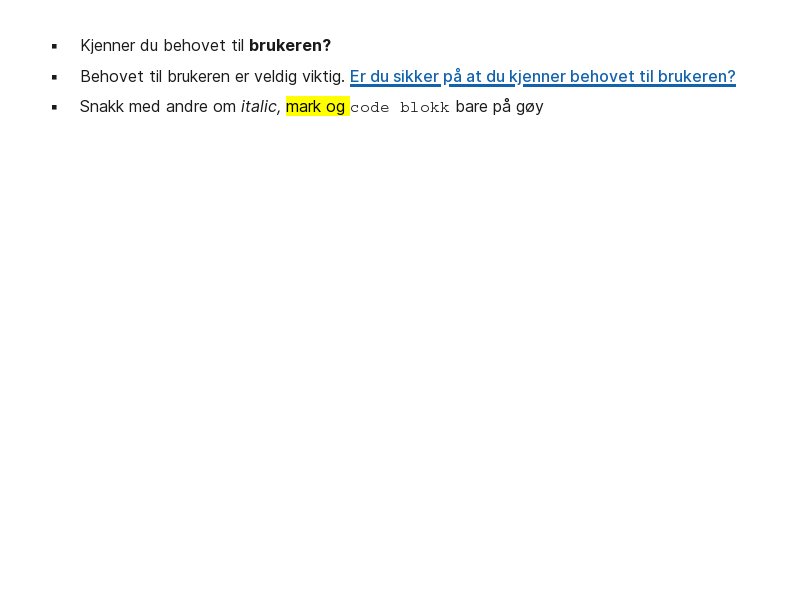 ▪ Kjenner du behovet til brukeren?
▪ Behovet til brukeren er veldig viktig. Er du sikker på at du kjenner behovet til brukeren?
▪ Snakk med andre om italic, mark og code blokk bare på gøy